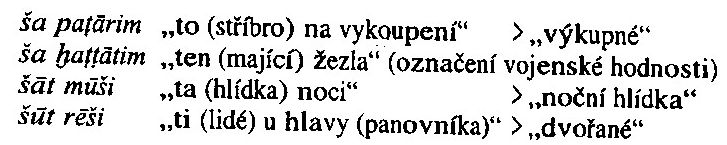 ša paṭārim „to (stříbro) na vykoupení“ > „výkupné“
ša ḫaṭṭātim „ten (mající) žezla“ (označení vojenské hodnosti)
šāt mūši „ta (hlídka) noci“ > „noční hlídka“
šūt rēši „ti (lidé) u hlavy (panovníka)“ > „dvořané“